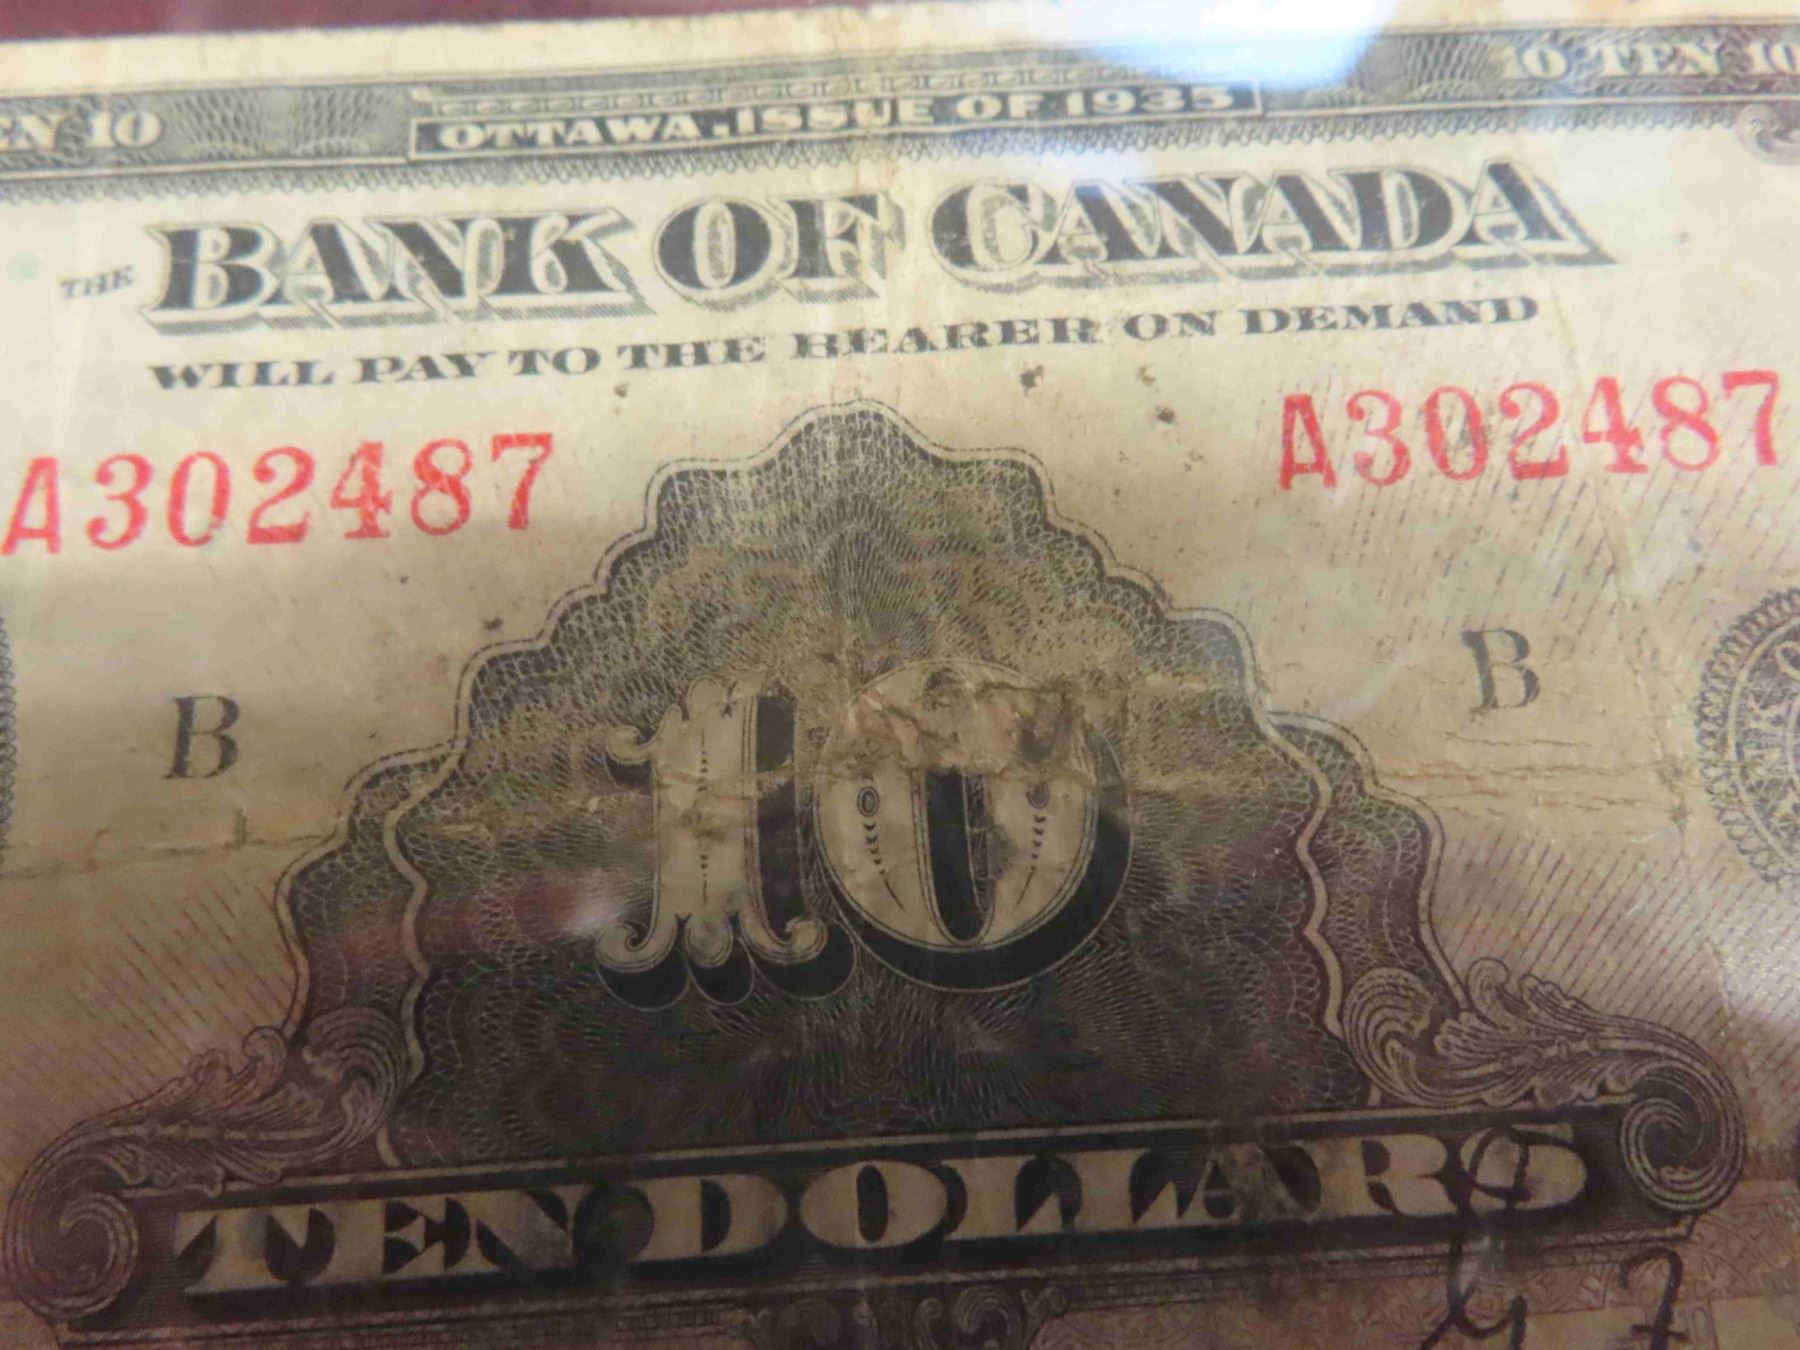 10 TEN 10
OTTAWA. ISSUE OF 1935
THE BANK OF CANADA
WILL PAY TO THE BEARER ON DEMAND
A302487
A302487
B
B
10
TEN DOLLARS